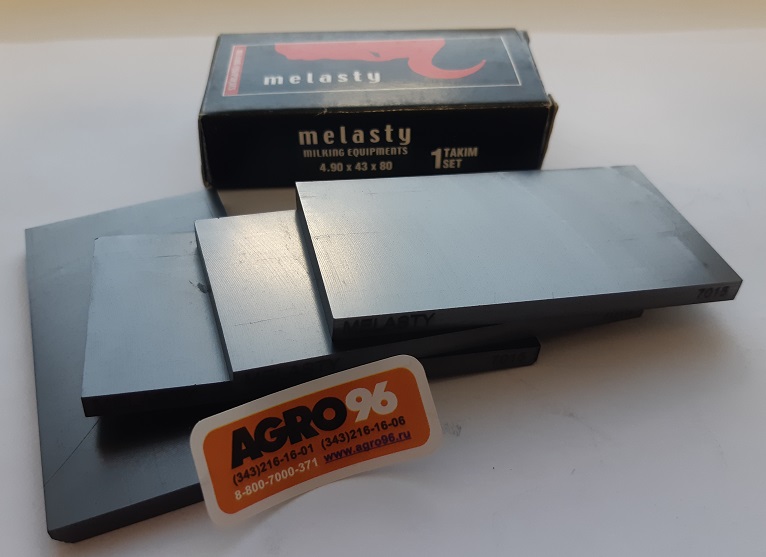 melasty
melasty
MILKING EQUIPMENTS
4.90 x 43 x 80
1 TAKIM
SET
7015
MELASTY
AGRO96
(343)216-16-01 (343)216-16-06
8-800-7000-371 www.agro96.ru